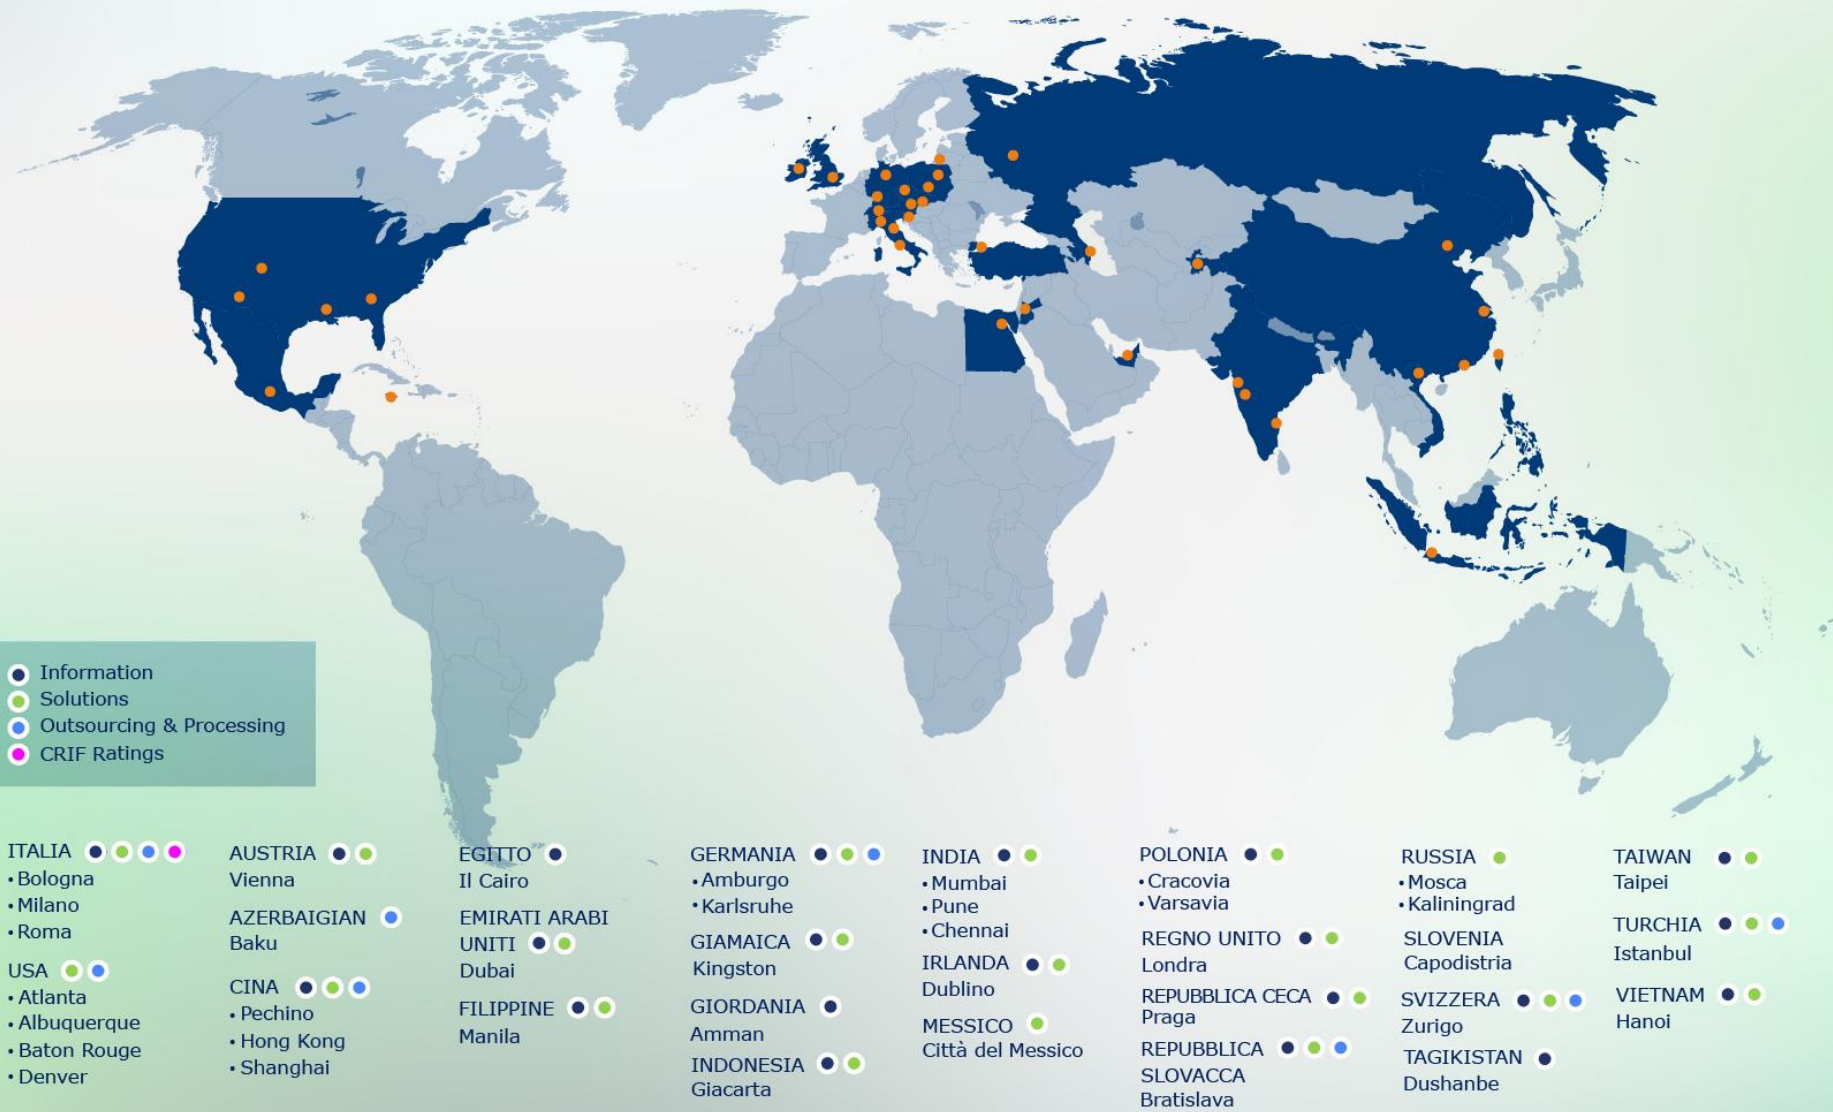 Information
Solutions
Outsourcing & Processing
CRIF Ratings
ITALIA
• Bologna
• Milano
• Roma
USA
• Atlanta
• Albuquerque
• Baton Rouge
• Denver
AUSTRIA
Vienna
AZERBAIGIAN
Baku
CINA
• Pechino
• Hong Kong
• Shanghai
EGITTO
Il Cairo
EMIRATI ARABI
UNITI
Dubai
FILIPPINE
Manila
GERMANIA
• Amburgo
• Karlsruhe
GIAMAICA
Kingston
GIORDANIA
Amman
INDONESIA
Giacarta
INDIA
• Mumbai
• Pune
• Chennai
IRLANDA
Dublino
MESSICO
Città del Messico
POLONIA
• Cracovia
• Varsavia
REGNO UNITO
Londra
REPUBBLICA CECA
Praga
REPUBBLICA
SLOVACCA
Bratislava
RUSSIA
• Mosca
• Kaliningrad
SLOVENIA
Capodistria
SVIZZERA
Zurigo
TAGIKISTAN
Dushanbe
TAIWAN
Taipei
TURCHIA
Istanbul
VIETNAM
Hanoi